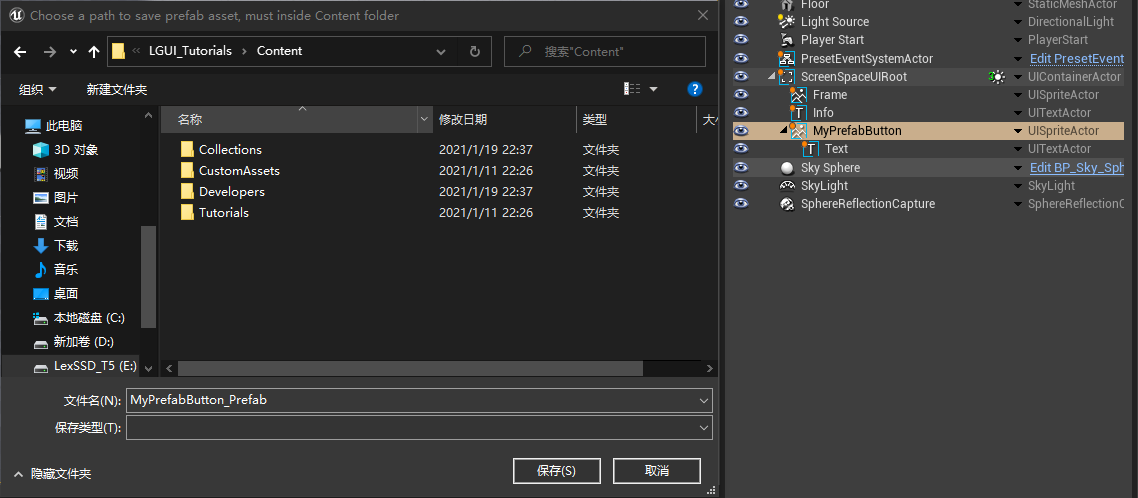 Choose a path to save prefab asset, must inside Content folder
LGUI_Tutorials > Content
搜索"Content"
组织
新建文件夹
此电脑
3D 对象
视频
图片
文档
下载
音乐
桌面
本地磁盘 (C:)
新加卷 (D:)
LexSSD_T5 (E:)
名称 修改日期 类型 大小
Collections 2021/1/19 22:37 文件夹
CustomAssets 2021/1/11 22:26 文件夹
Developers 2021/1/19 22:37 文件夹
Tutorials 2021/1/11 22:26 文件夹
文件名(N): MyPrefabButton_Prefab
保存类型(T):
隐藏文件夹
保存(S)
取消
Floor StaticMeshActor
Light Source DirectionalLight
Player Start PlayerStart
PresetEventSystemActor Edit PresetEvent
ScreenSpaceUIRoot UIContainerActor
Frame UISpriteActor
Info UITextActor
MyPrefabButton UISpriteActor
Text UITextActor
Sky Sphere Edit BP_Sky_Sph
SkyLight SkyLight
SphereReflectionCapture SphereReflectionC